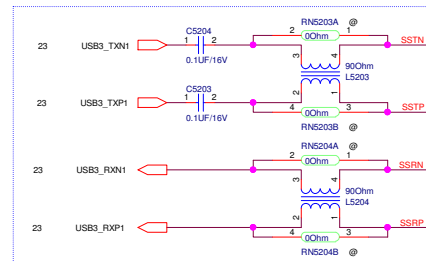 RN5203A @
C5204 2 0Ohm 1
23 USB3_TXN1 1 2 SSTN
0.1UF/16V 3 4
90Ohm
C5203 2 1 L5203
23 USB3_TXP1 1 2 SSTP
0.1UF/16V 4 0Ohm 3
RN5203B @
RN5204A @
2 0Ohm 1
23 USB3_RXN1 SSRN
3 4
90Ohm
L5204
2 1
23 USB3_RXP1 SSRP
4 0Ohm 3
RN5204B @